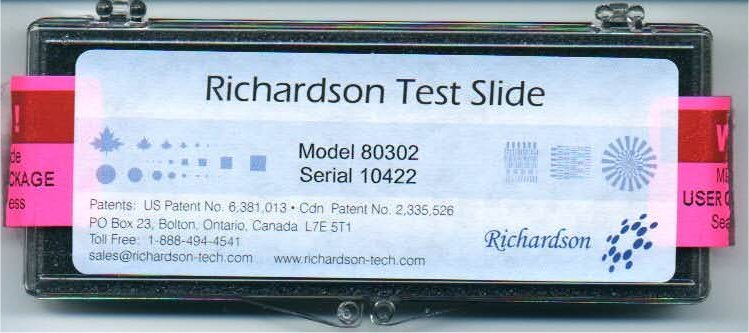 Richardson Test Slide
Model 80302
Serial 10422
Patents: US Patent No. 6,381,013 • Cdn Patent No. 2,335,526
PO Box 23, Bolton, Ontario, Canada L7E 5T1
Toll Free: 1-888-494-4541
sales@richardson-tech.com www.richardson-tech.com
Richardson
!
de
CKAGE
ess
USER